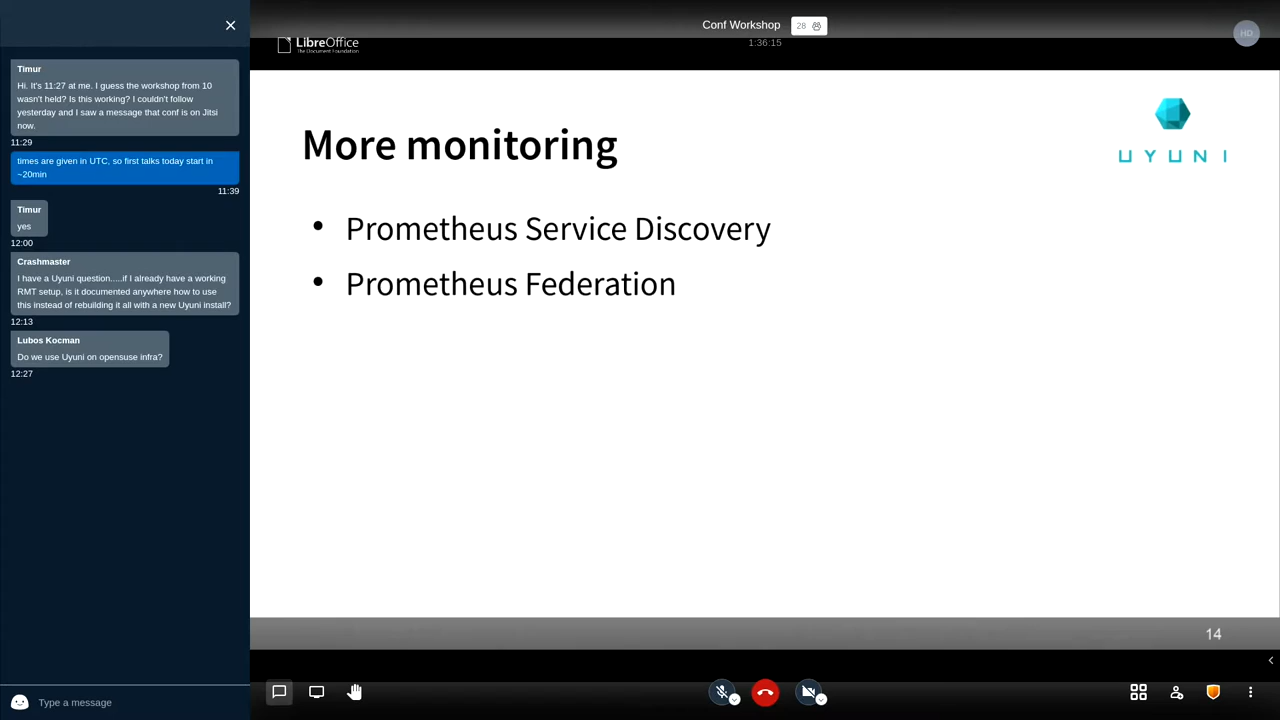 Conf Workshop
28
1:36:15
HD
LibreOffice
The Document Foundation
Timur
Hi. It's 11:27 at me. I guess the workshop from 10
wasn't held? Is this working? I couldn't follow
yesterday and I saw a message that conf is on Jitsi
now.
11:29
times are given in UTC, so first talks today start in
~20min
11:39
Timur
yes
12:00
Crashmaster
I have a Uyuni question.....if I already have a working
RMT setup, is it documented anywhere how to use
this instead of rebuilding it all with a new Uyuni install?
12:13
Lubos Kocman
Do we use Uyuni on opensuse infra?
12:27
Type a message
More monitoring
UYUNI
• Prometheus Service Discovery
• Prometheus Federation
14